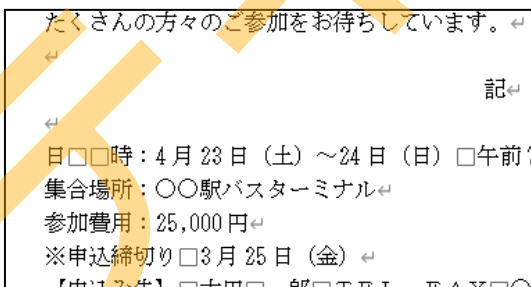 たくさんの方々のご参加をお待ちしています。
記
日□□時：4月23日（土）～24日（日）□午前
集合場所：〇〇駅バスターミナル
参加費用：25,000円
※申込締切り□3月25日（金）